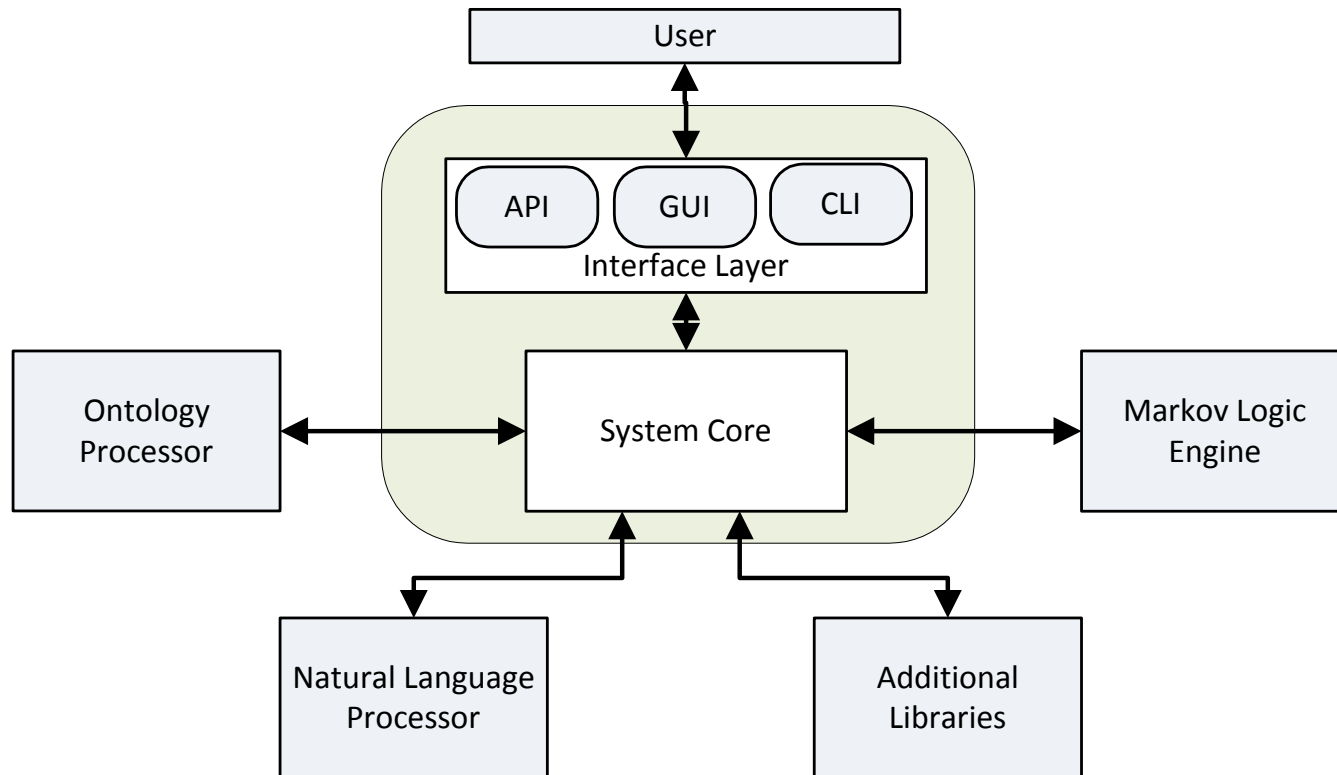 User
API
GUI
CLI
Interface Layer
Ontology
Processor
System Core
Markov Logic
Engine
Natural Language
Processor
Additional
Libraries